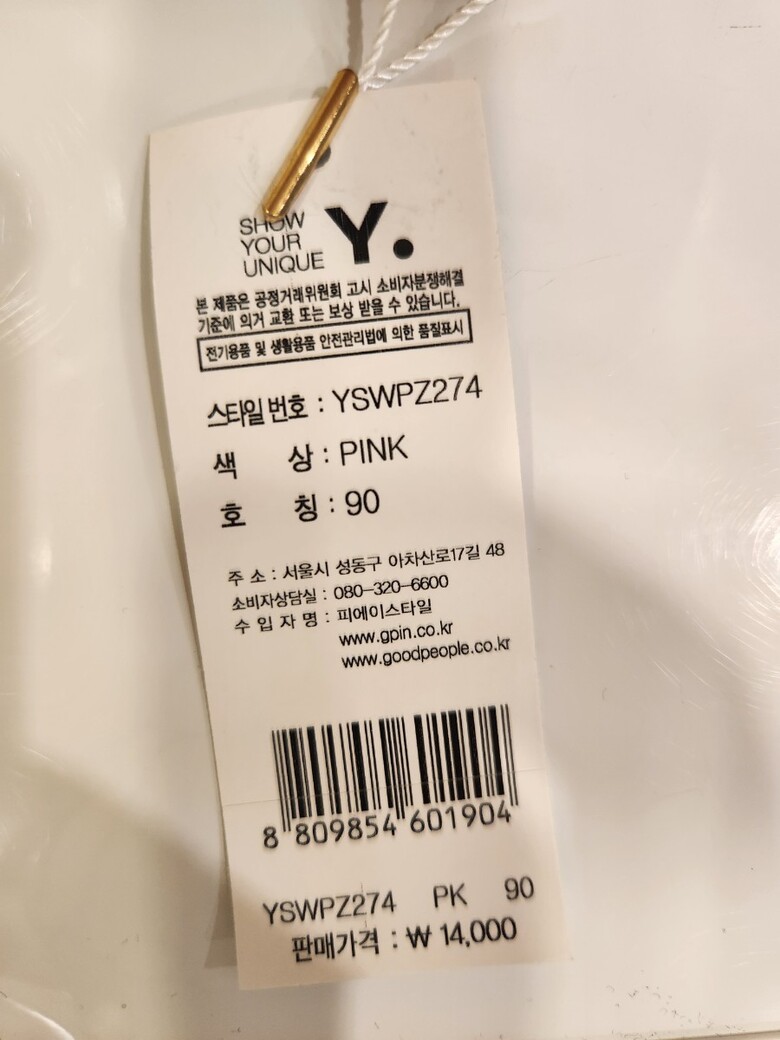 SHOW
YOUR
UNIQUE
Y.
본 제품은 공정거래위원회 고시 소비자분쟁해결
기준에 의거 교환 또는 보상 받을 수 있습니다.
전기용품 및 생활용품 안전관리법에 의한 품질표시
스타일 번호 : YSWPZ274
색 상 : PINK
호 칭 : 90
주 소 : 서울시 성동구 아차산로17길 48
소비자상담실 : 080-320-6600
수 입 자 명 : 피에이스타일
www.gpin.co.kr
www.goodpeople.co.kr
8 809854 601904
YSWPZ274 PK 90
판매가격 : ₩ 14,000